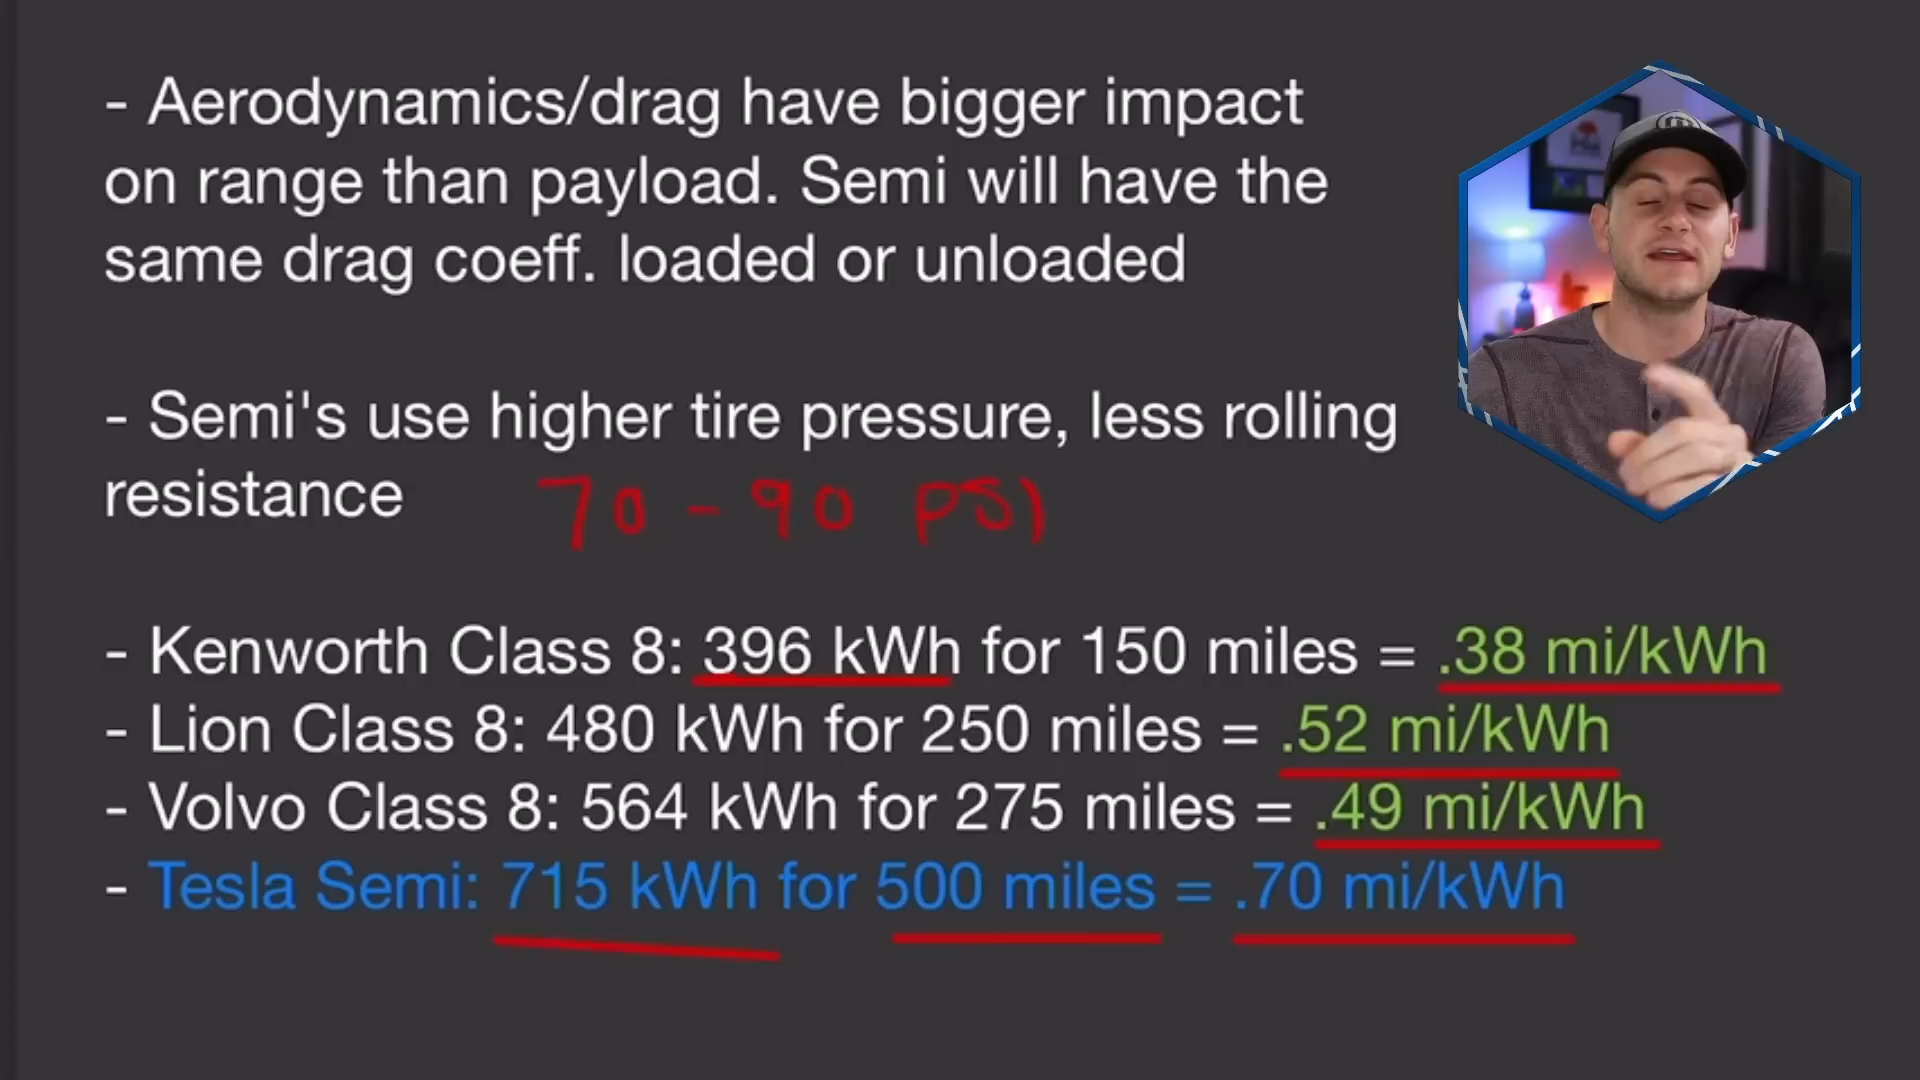 - Aerodynamics/drag have bigger impact
on range than payload. Semi will have the
same drag coeff. loaded or unloaded
- Semi's use higher tire pressure, less rolling
resistance 70 - 90 PSI
- Kenworth Class 8: 396 kWh for 150 miles = .38 mi/kWh
- Lion Class 8: 480 kWh for 250 miles = .52 mi/kWh
- Volvo Class 8: 564 kWh for 275 miles = .49 mi/kWh
- Tesla Semi: 715 kWh for 500 miles = .70 mi/kWh